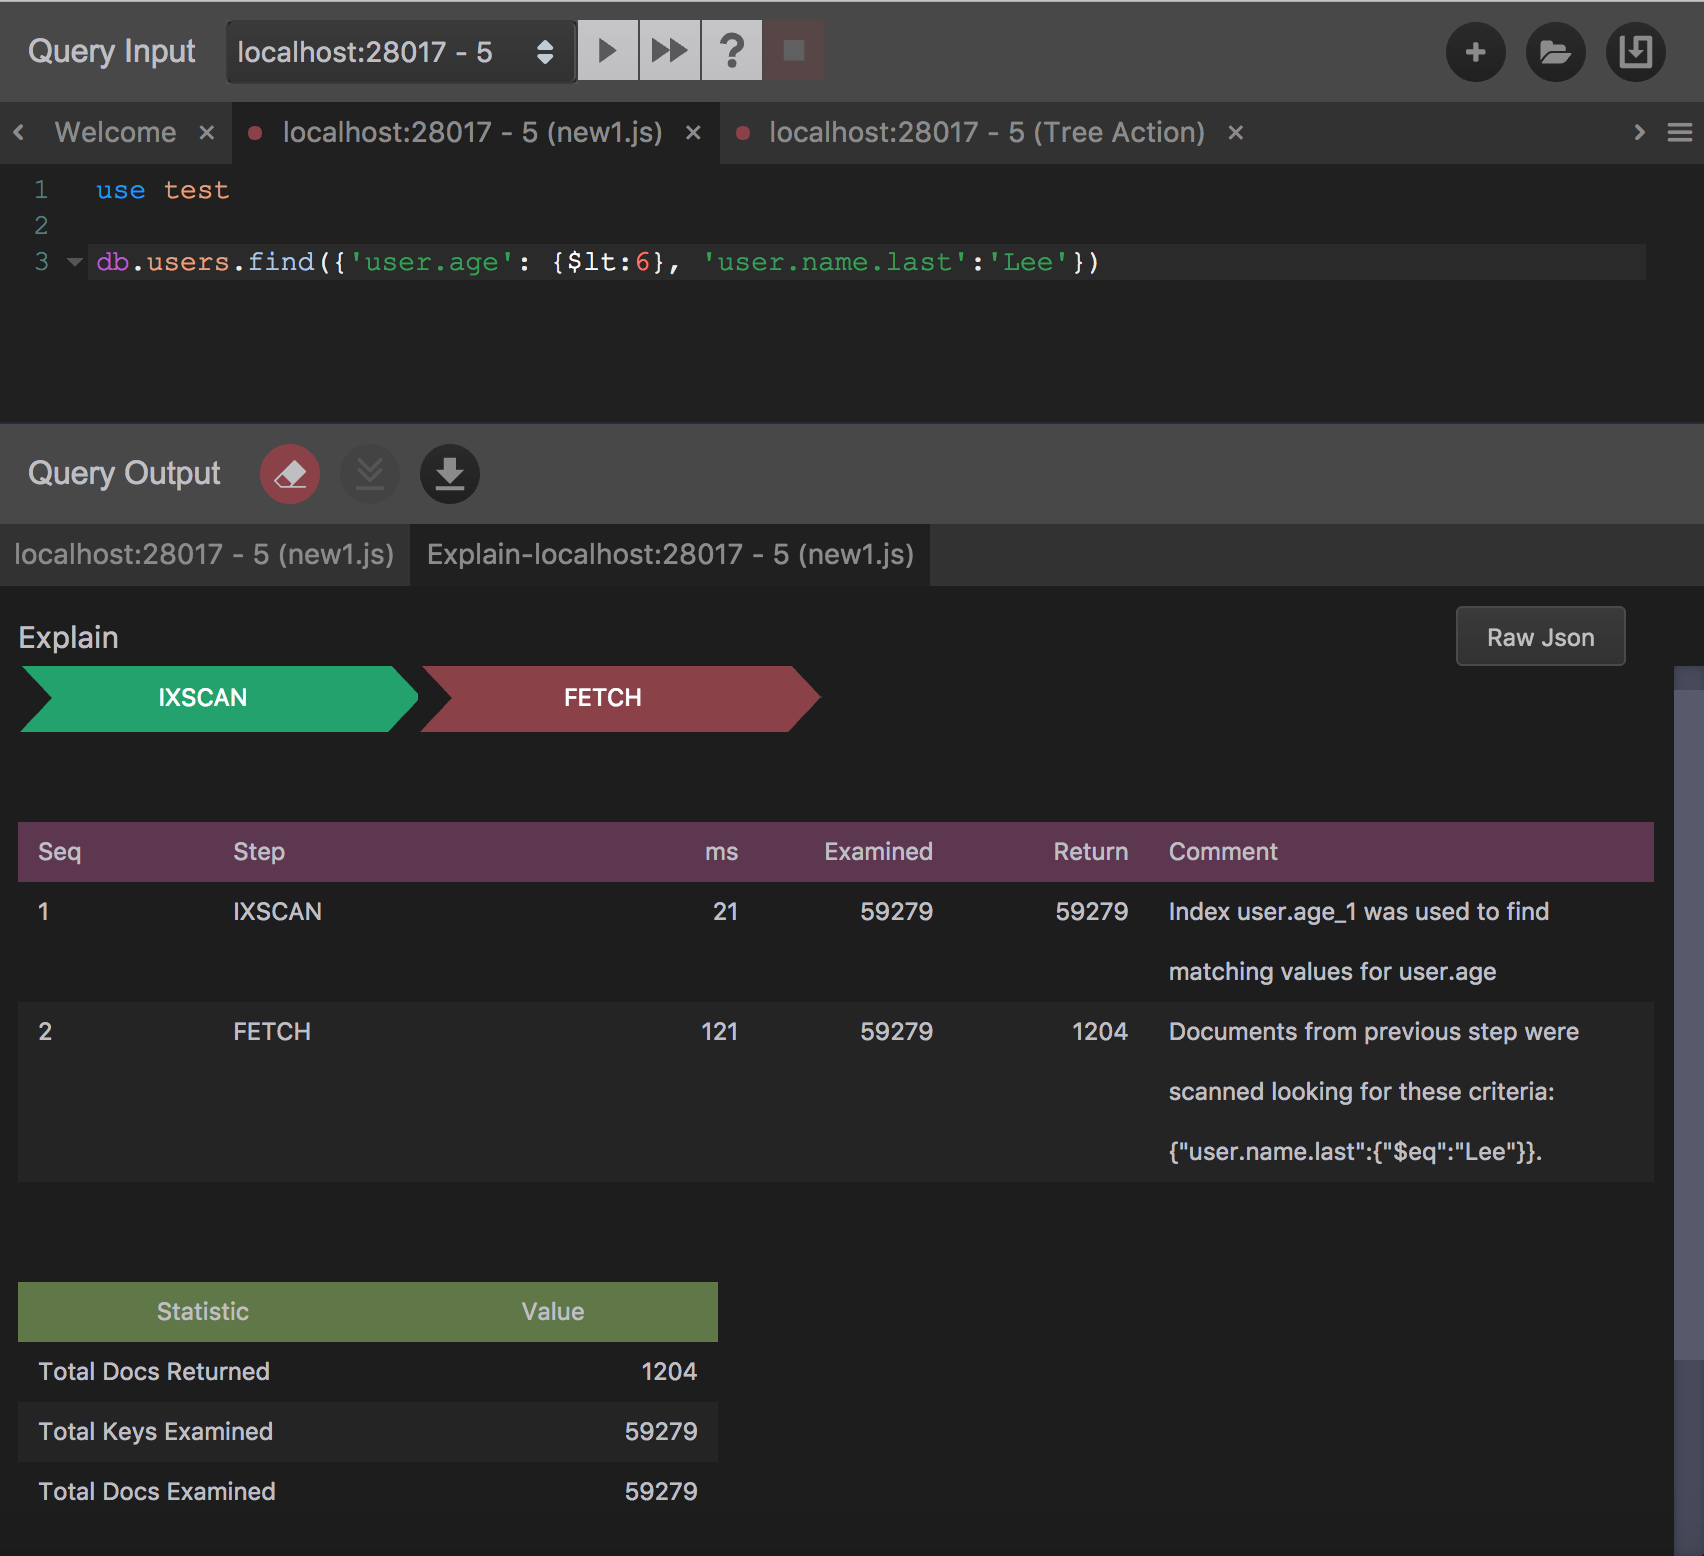 Query Input localhost:28017 - 5 ?
Welcome × localhost:28017 - 5 (new1.js) × localhost:28017 - 5 (Tree Action) ×
1 use test
2
3 db.users.find({'user.age': {$lt:6}, 'user.name.last':'Lee'})
Query Output
localhost:28017 - 5 (new1.js) Explain-localhost:28017 - 5 (new1.js)
Explain Raw Json
IXSCAN FETCH
Seq Step ms Examined Return Comment
1 IXSCAN 21 59279 59279 Index user.age_1 was used to find
matching values for user.age
2 FETCH 121 59279 1204 Documents from previous step were
scanned looking for these criteria:
{"user.name.last":{"$eq":"Lee"}}.
Statistic Value
Total Docs Returned 1204
Total Keys Examined 59279
Total Docs Examined 59279